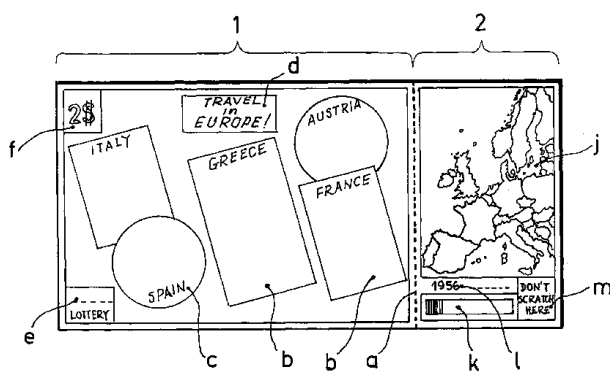 1
2
d
2$
TRAVEL
in
EUROPE!
AUSTRIA
j
f
ITALY
GREECE
FRANCE
SPAIN
1956
DON'T
SCRATCH
HERE"
m
LOTTERY
e
c
b
b
a
k
l